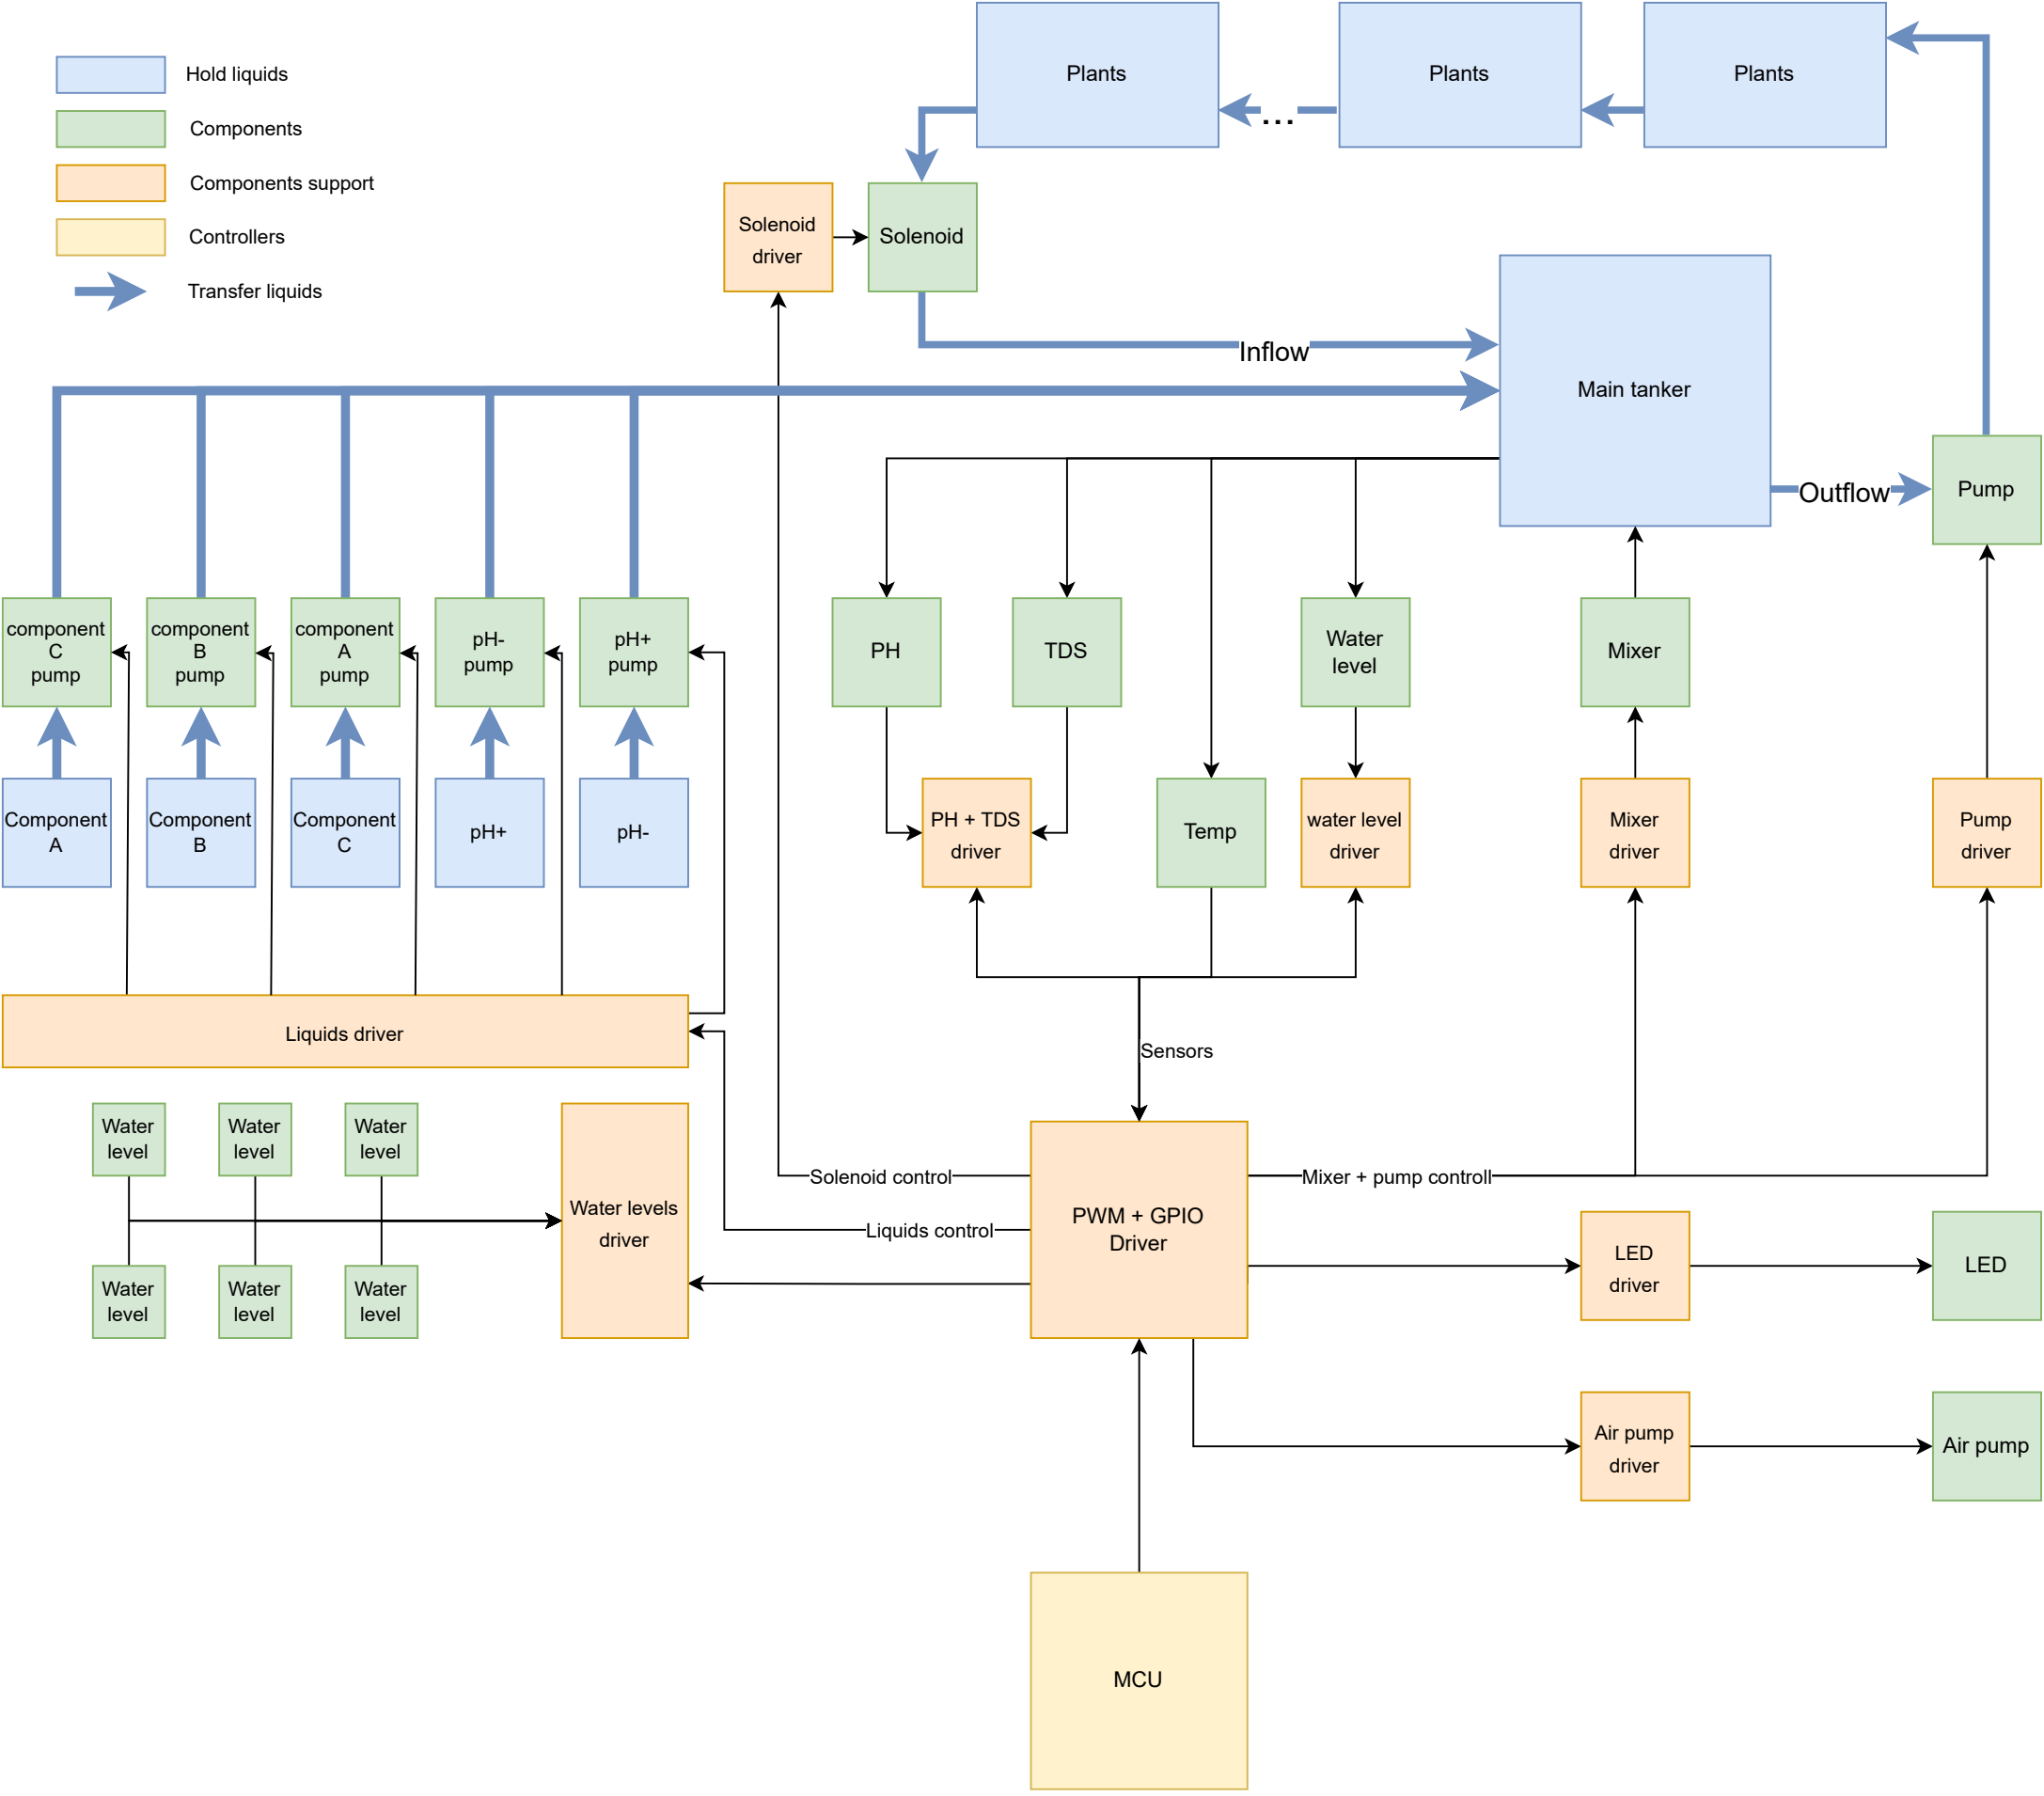 Plants
Plants
Plants
Hold liquids
Components
Components support
Controllers
Transfer liquids
...
Solenoid
driver
Solenoid
Inflow
Main tanker
Outflow
Pump
component
C
pump
component
B
pump
component
A
pump
pH-
pump
pH+
pump
PH
TDS
Water
level
Mixer
Component
A
Component
B
Component
C
pH+
pH-
PH + TDS
driver
Temp
water level
driver
Mixer
driver
Pump
driver
Liquids driver
Sensors
Water
level
Water
level
Water
level
Water levels
driver
Solenoid control
Liquids control
PWM + GPIO
Driver
Mixer + pump controll
LED
driver
LED
Water
level
Water
level
Water
level
Air pump
driver
Air pump
MCU